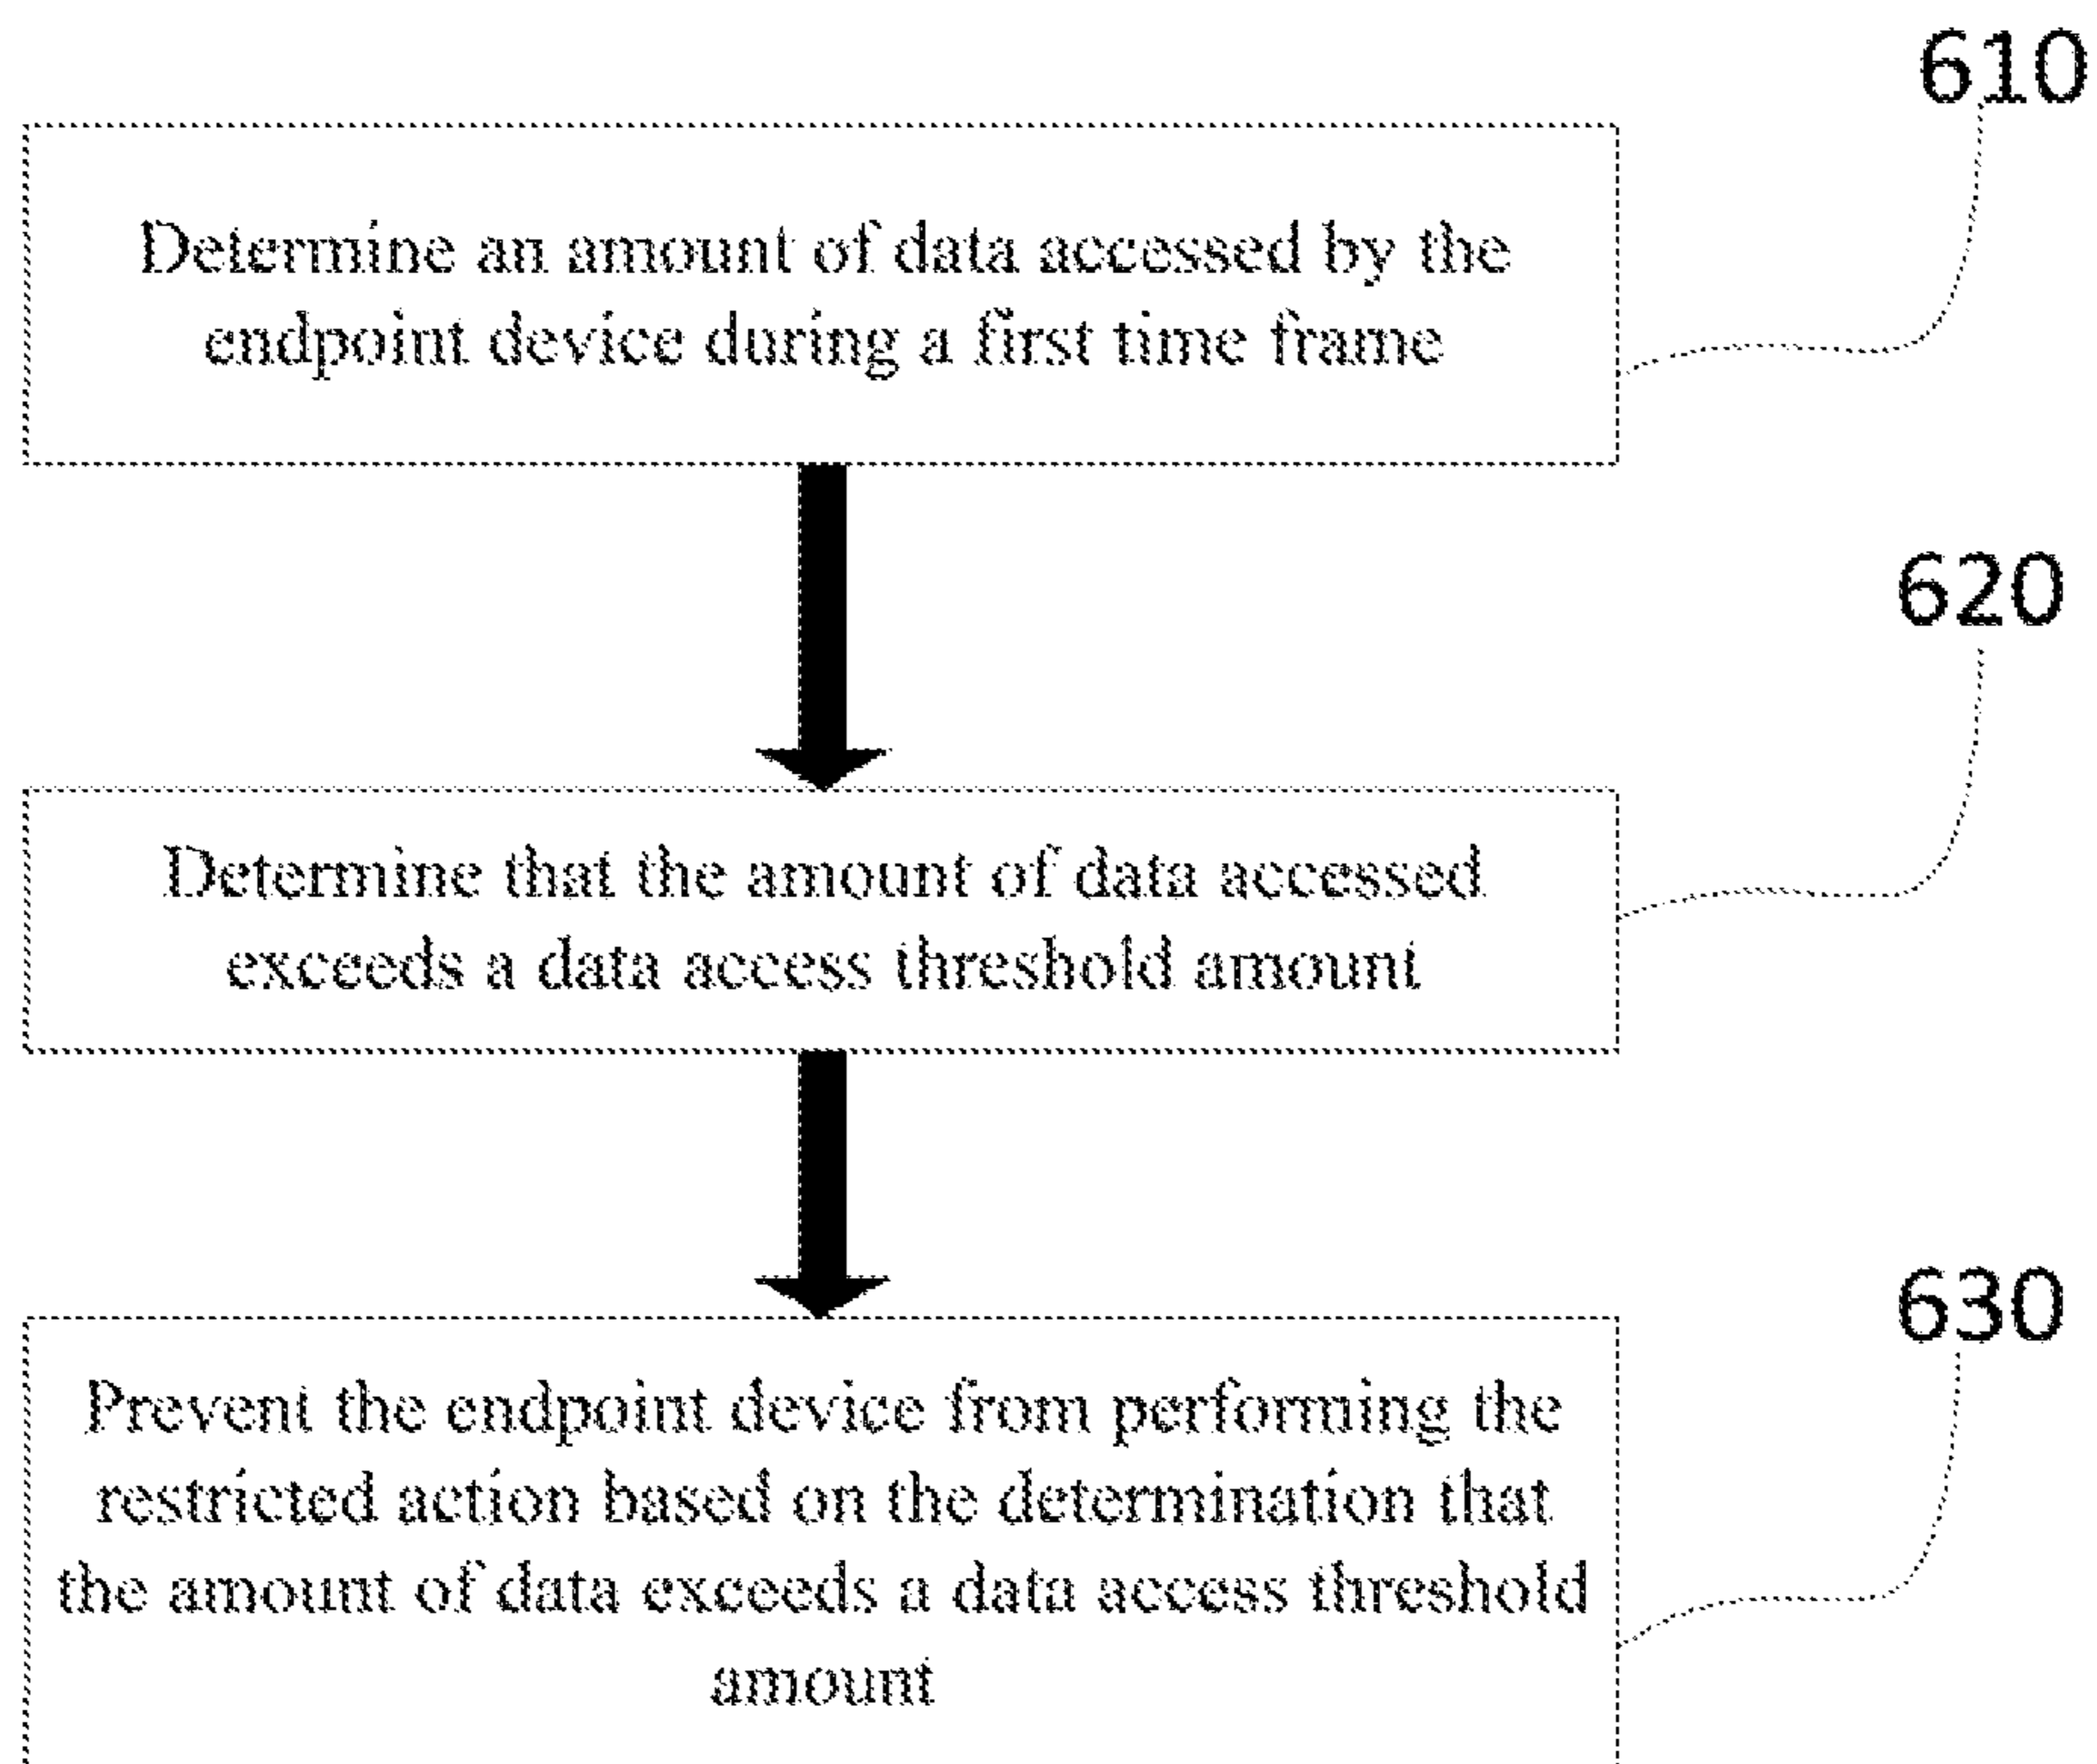 610
Determine an amount of data accessed by the
endpoint device during a first time frame
620
Determine that the amount of data accessed
exceeds a data access threshold amount
630
Prevent the endpoint device from performing the
restricted action based on the determination that
the amount of data exceeds a data access threshold
amount